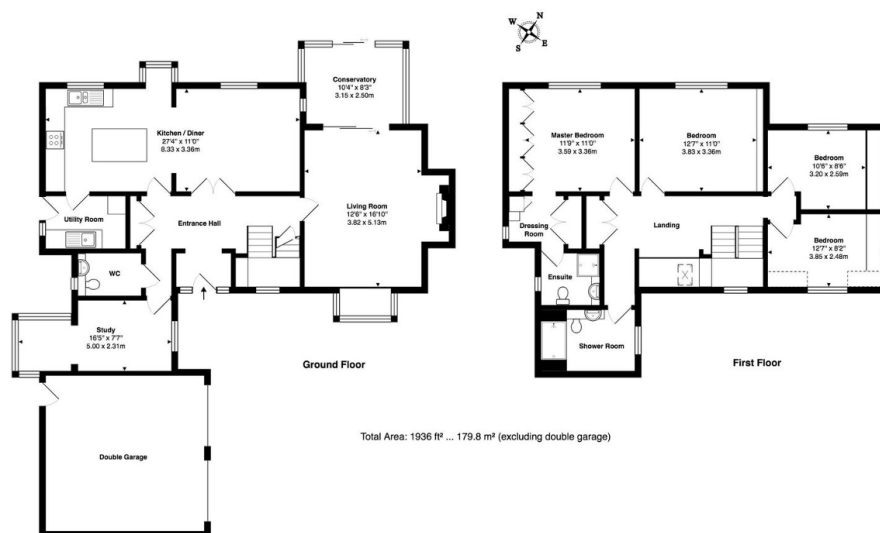 N
W
E
S
Conservatory
10'4" x 8'3"
3.15 x 2.50m
Kitchen / Diner
27'4" x 11'0"
8.33 x 3.36m
Living Room
12'6" x 16'10"
3.82 x 5.13m
Utility Room
Entrance Hall
WC
Study
16'5" x 7'7"
5.00 x 2.31m
Double Garage
Ground Floor
Master Bedroom
11'9" x 11'0"
3.59 x 3.36m
Bedroom
12'7" x 11'0"
3.83 x 3.36m
Bedroom
10'6" x 8'6"
3.20 x 2.59m
Dressing
Room
Landing
Bedroom
12'7" x 8'2"
3.85 x 2.48m
Ensuite
Shower Room
First Floor
Total Area: 1936 ft² ... 179.8 m² (excluding double garage)